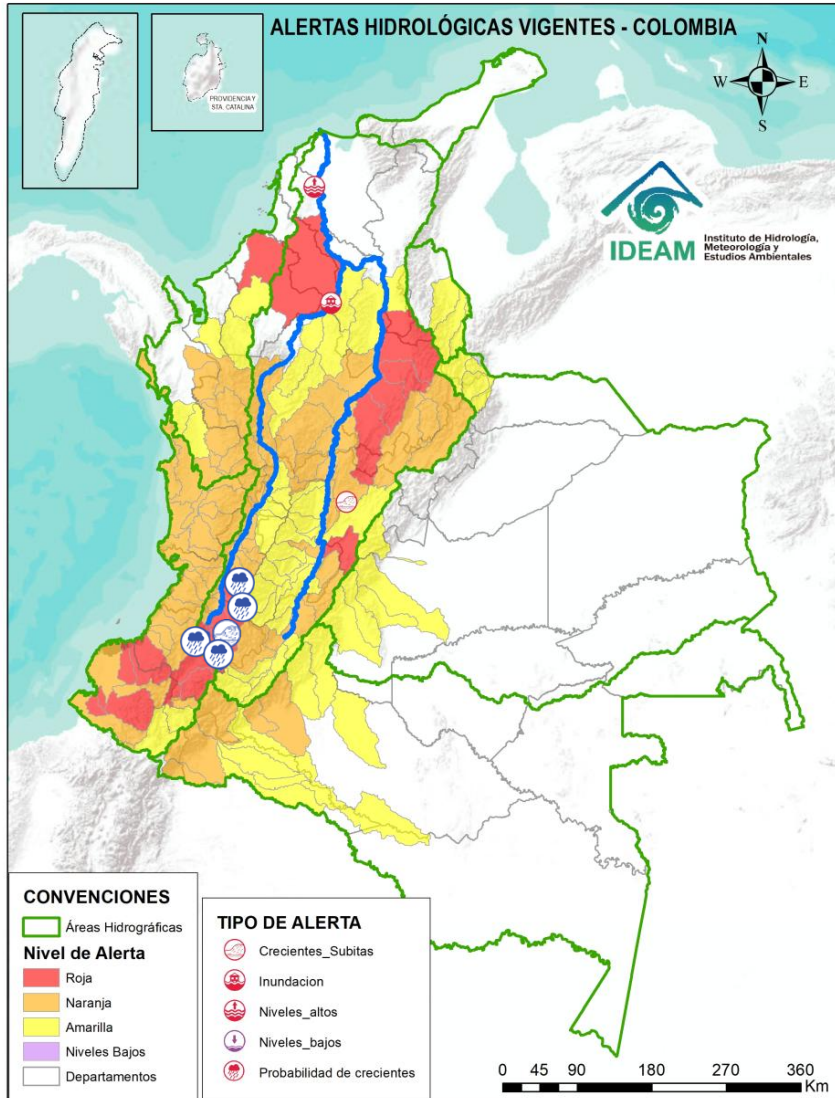 ALERTAS HIDROLÓGICAS VIGENTES - COLOMBIA
PROVIDENCIA Y
STA. CATALINA
N
W
E
S
IDEAM
Instituto de Hidrología,
Meteorología y
Estudios Ambientales
CONVENCIONES
Áreas Hidrográficas
Nivel de Alerta
Roja
Naranja
Amarilla
Niveles Bajos
Departamentos
TIPO DE ALERTA
Crecientes_Subitas
Inundacion
Niveles_altos
Niveles_bajos
Probabilidad de crecientes
0 45 90 180 270 360
Km